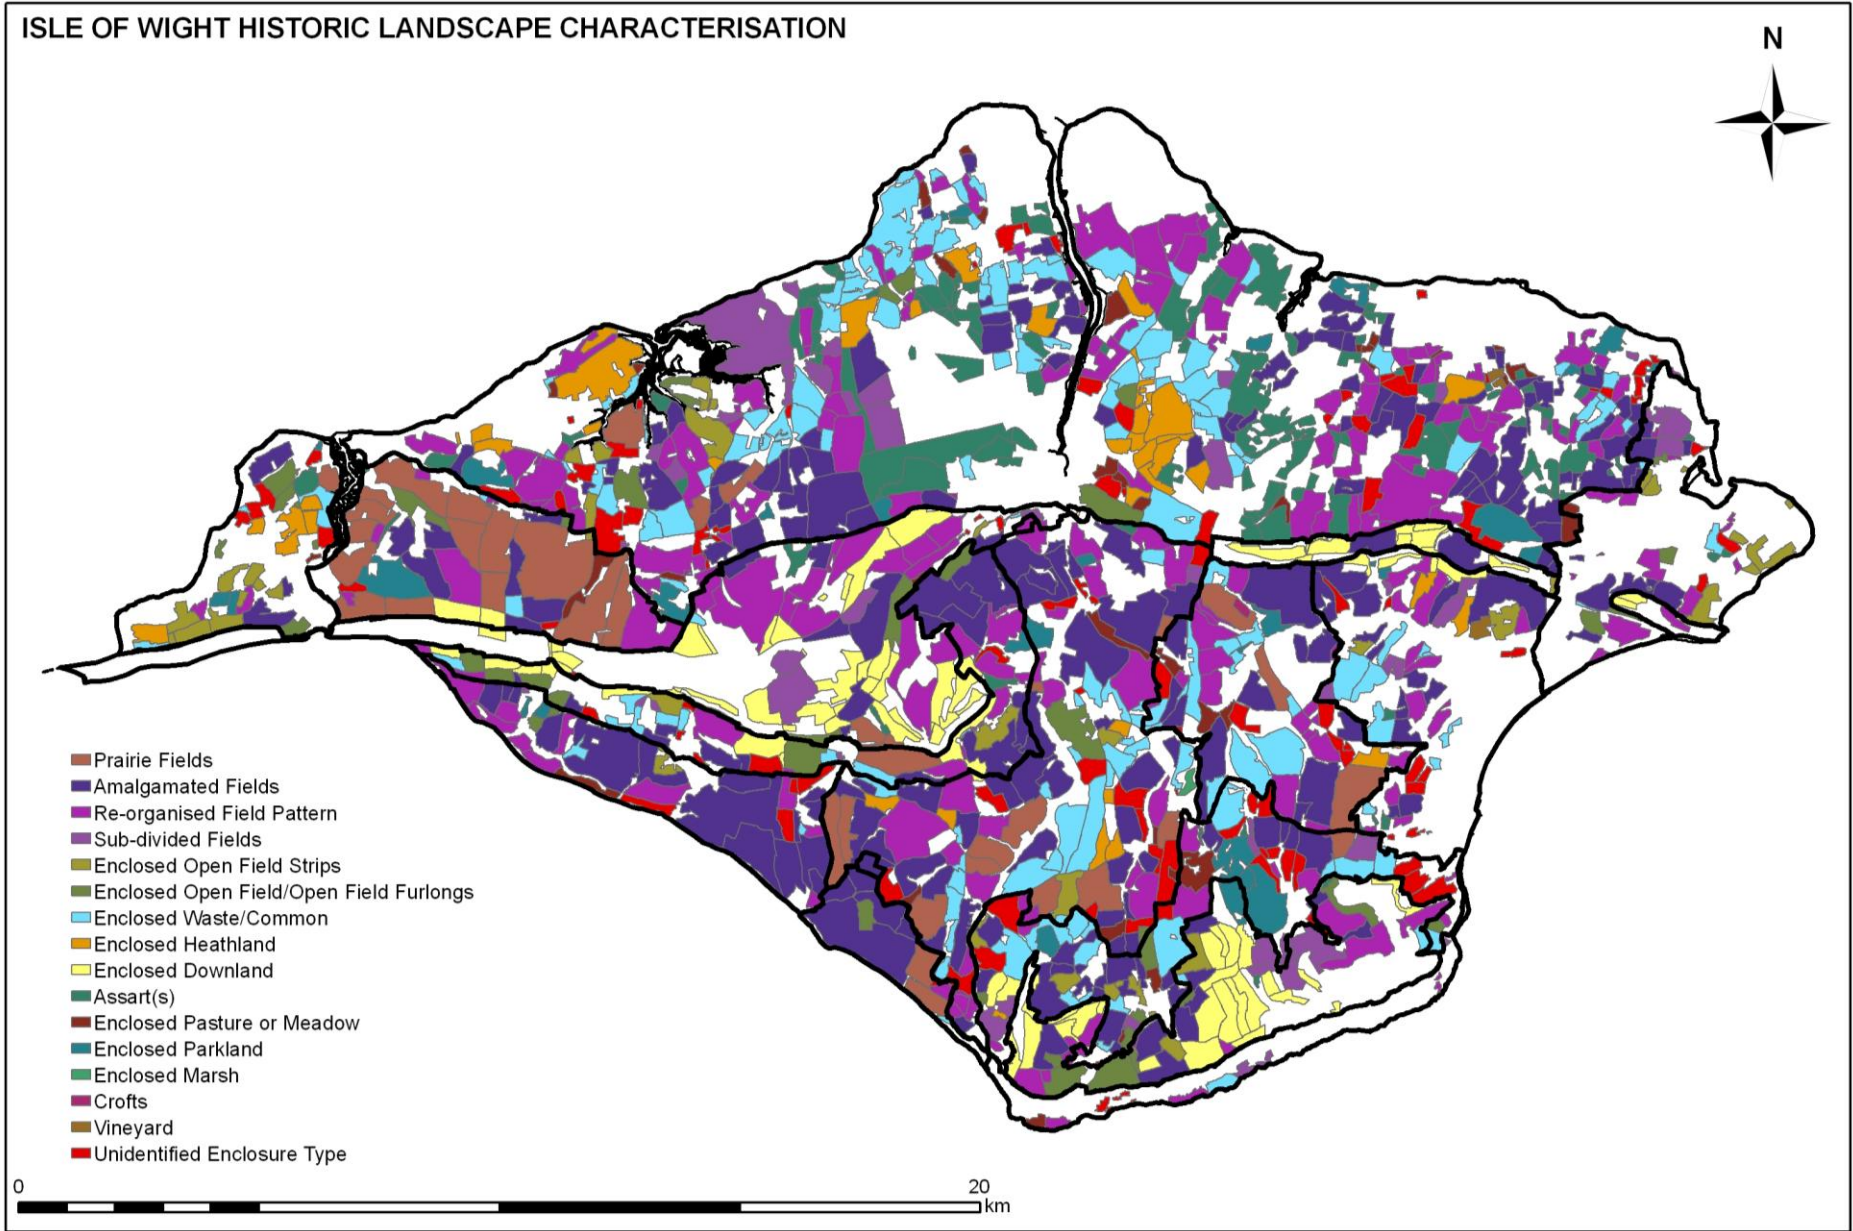 ISLE OF WIGHT HISTORIC LANDSCAPE CHARACTERISATION
N
Prairie Fields
Amalgamated Fields
Re-organised Field Pattern
Sub-divided Fields
Enclosed Open Field Strips
Enclosed Open Field/Open Field Furlongs
Enclosed Waste/Common
Enclosed Heathland
Enclosed Downland
Assart(s)
Enclosed Pasture or Meadow
Enclosed Parkland
Enclosed Marsh
Crofts
Vineyard
Unidentified Enclosure Type
0 20
km